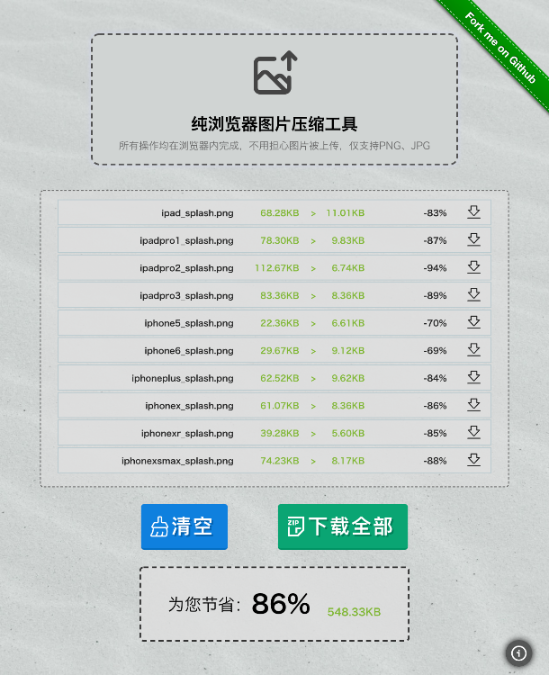 Fork me on Github
纯浏览器图片压缩工具
所有操作均在浏览器内完成，不用担心图片被上传，仅支持PNG、JPG
ipad_splash.png 68.28KB > 11.01KB -83%
ipadpro1_splash.png 78.30KB > 9.83KB -87%
ipadpro2_splash.png 112.67KB > 6.74KB -94%
ipadpro3_splash.png 83.36KB > 8.36KB -89%
iphone5_splash.png 22.36KB > 6.61KB -70%
iphone6_splash.png 29.67KB > 9.12KB -69%
iphoneplus_splash.png 62.52KB > 9.62KB -84%
iphonex_splash.png 61.07KB > 8.36KB -86%
iphonexr_splash.png 39.28KB > 5.60KB -85%
iphonexsmax_splash.png 74.23KB > 8.17KB -88%
清空 ZIP 下载全部
为您节省：86% 548.33KB